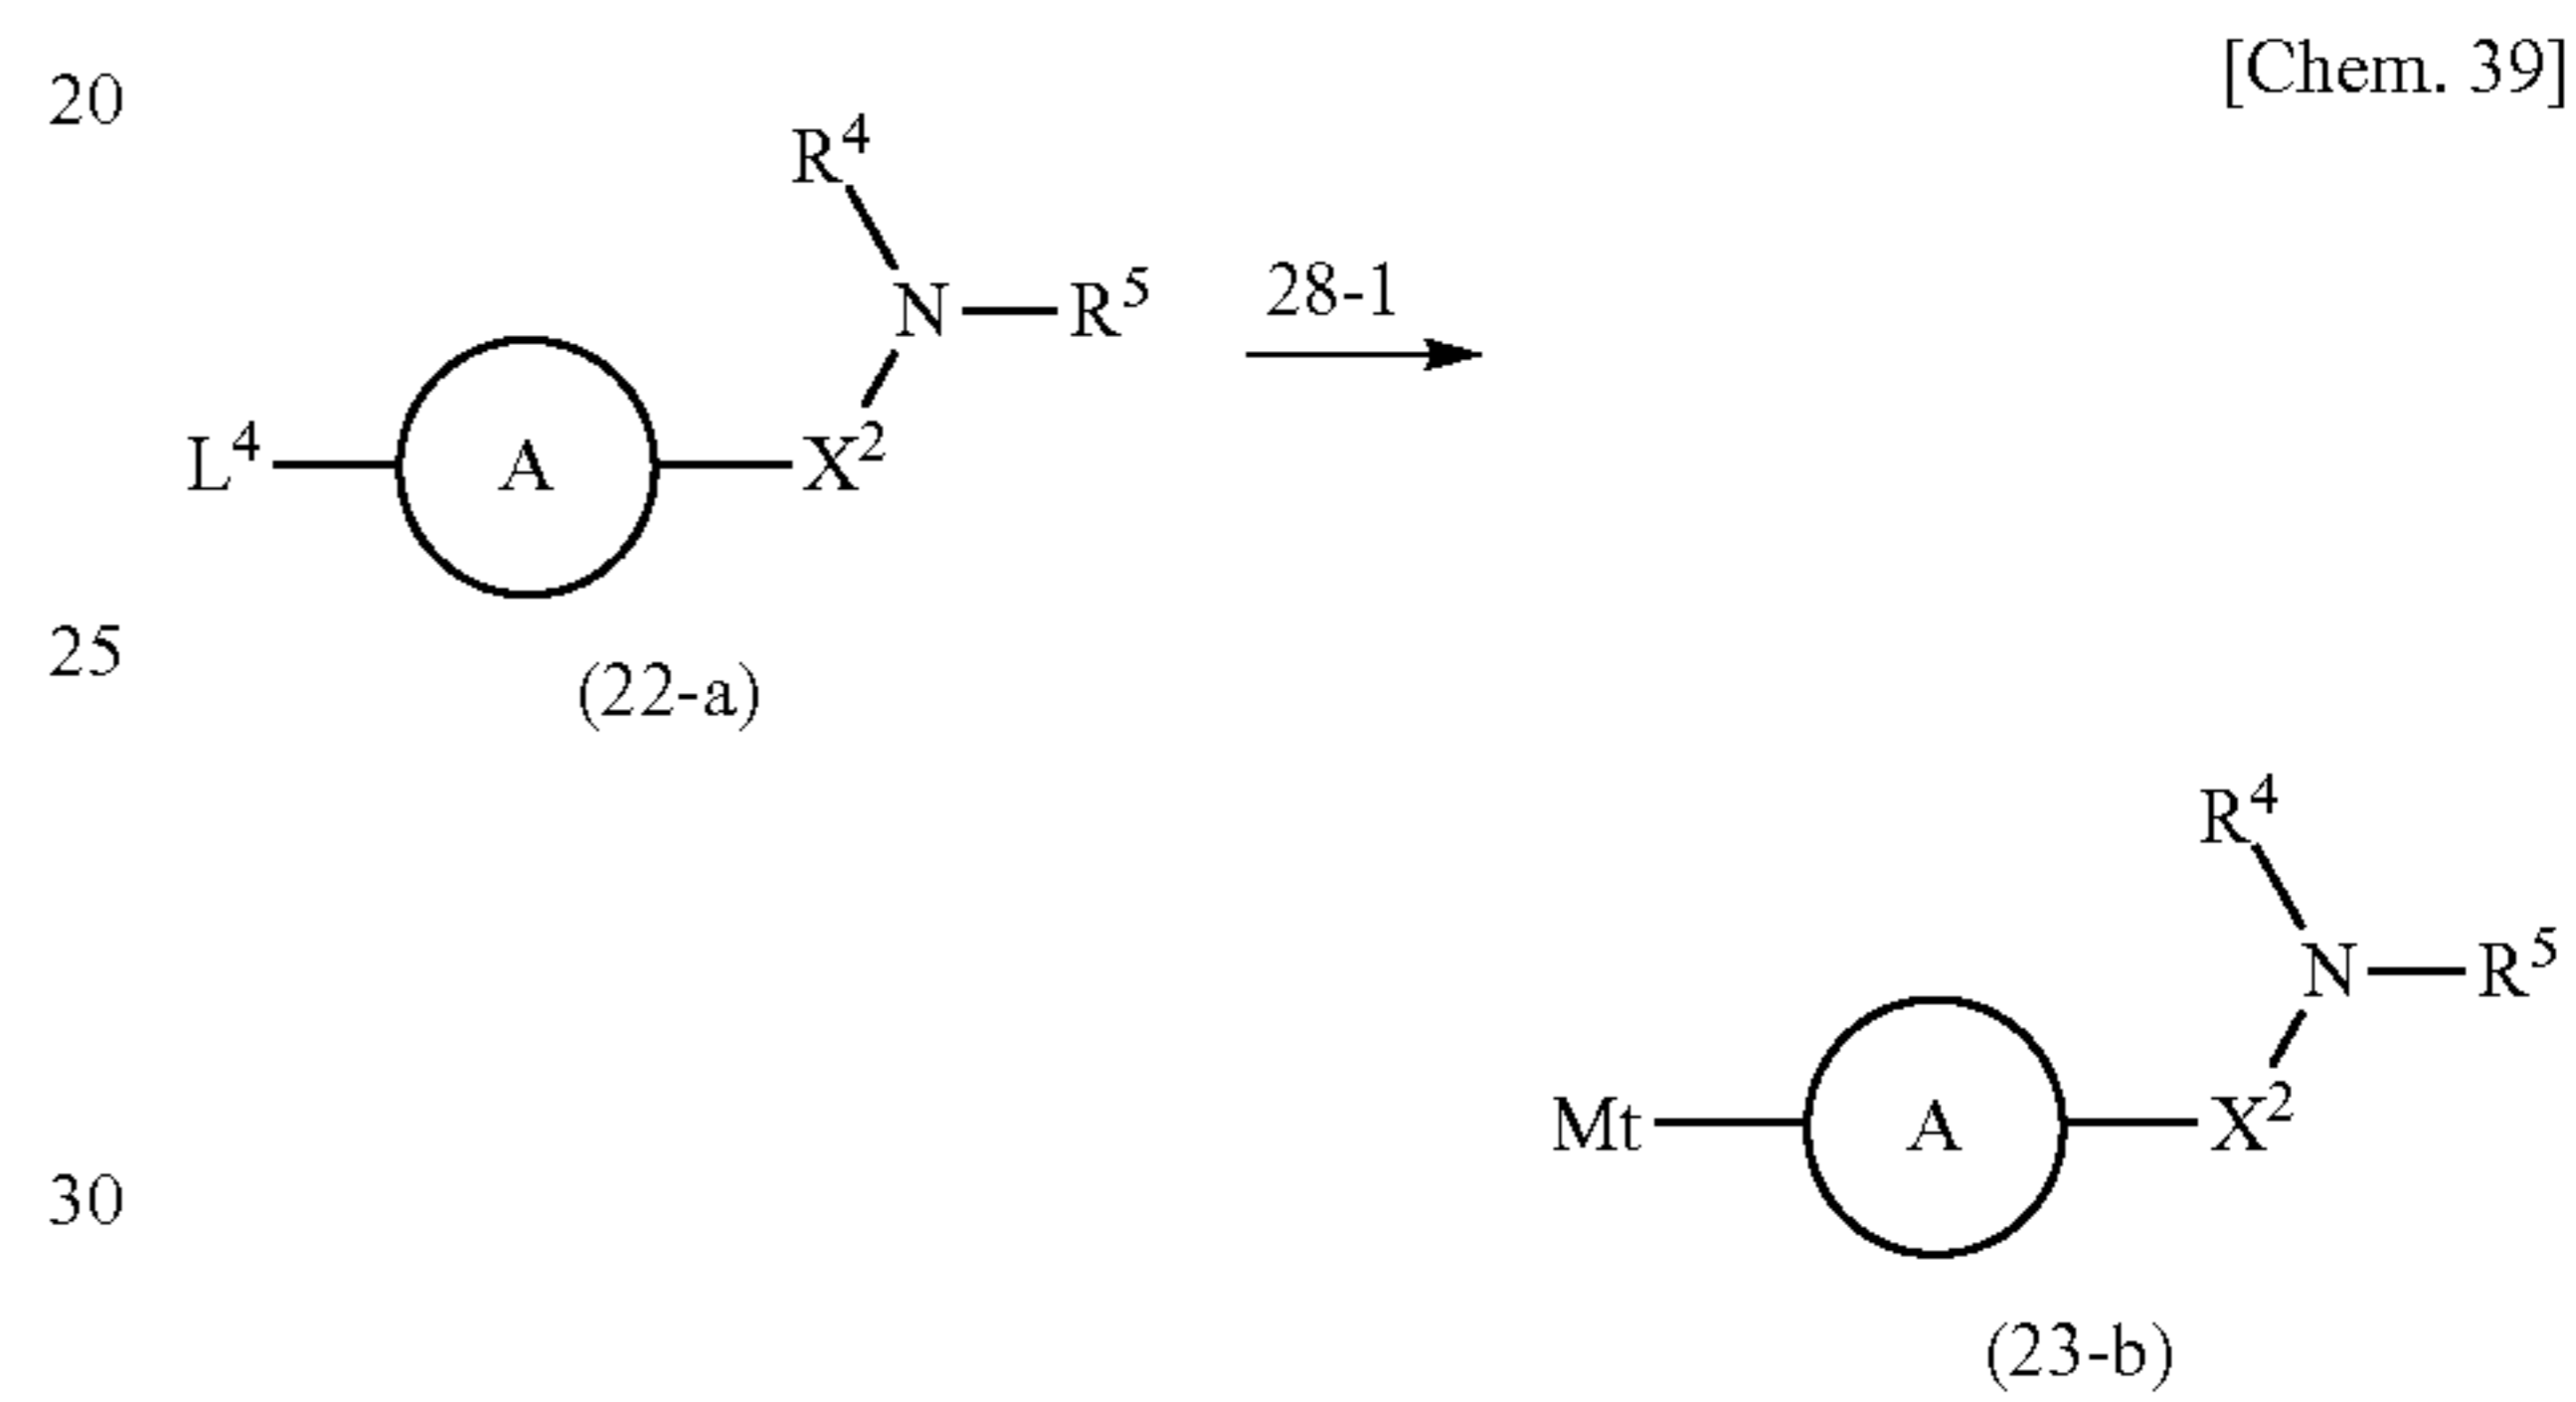 20
[Chem. 39]
R⁴
N—R⁵
28-1
L⁴
A
X²
25
(22-a)
R⁴
N—R⁵
Mt
A
X²
30
(23-b)